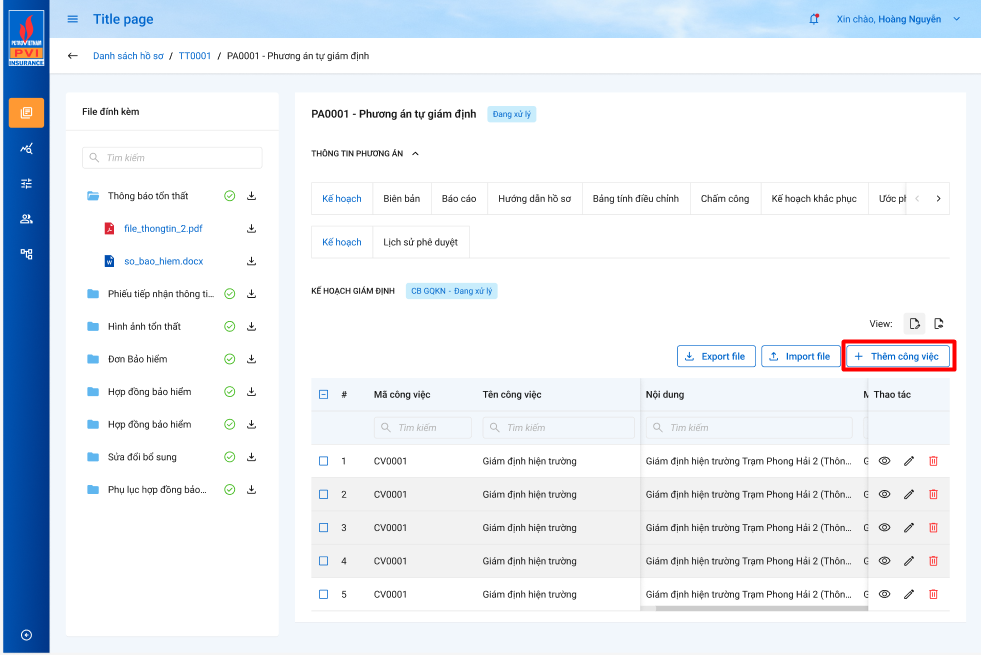 PETROVIETNAM
PVI
INSURANCE
Title page
Xin chào, Hoàng Nguyên
Danh sách hồ sơ / TT0001 / PA0001 - Phương án tự giám định
File đính kèm
Tìm kiếm
Thông báo tổn thất
file_thongtin_2.pdf
so_bao_hiem.docx
Phiếu tiếp nhận thông ti...
Hình ảnh tổn thất
Đơn Bảo hiểm
Hợp đồng bảo hiểm
Hợp đồng bảo hiểm
Sửa đổi bổ sung
Phụ lục hợp đồng bảo...
PA0001 - Phương án tự giám định Đang xử lý
THÔNG TIN PHƯƠNG ÁN
Kế hoạch Biên bản Báo cáo Hướng dẫn hồ sơ Bảng tính điều chỉnh Chấm công Kế hoạch khắc phục Ước ph
Kế hoạch Lịch sử phê duyệt
KẾ HOẠCH GIÁM ĐỊNH CB GQKN - Đang xử lý
View:
Export file Import file + Thêm công việc
# Mã công việc Tên công việc Nội dung M Thao tác
Tìm kiếm Tìm kiếm Tìm kiếm
1 CV0001 Giám định hiện trường Giám định hiện trường Trạm Phong Hải 2 (Thôn... G
2 CV0001 Giám định hiện trường Giám định hiện trường Trạm Phong Hải 2 (Thôn... G
3 CV0001 Giám định hiện trường Giám định hiện trường Trạm Phong Hải 2 (Thôn... G
4 CV0001 Giám định hiện trường Giám định hiện trường Trạm Phong Hải 2 (Thôn... G
5 CV0001 Giám định hiện trường Giám định hiện trường Trạm Phong Hải 2 (Thôn... G